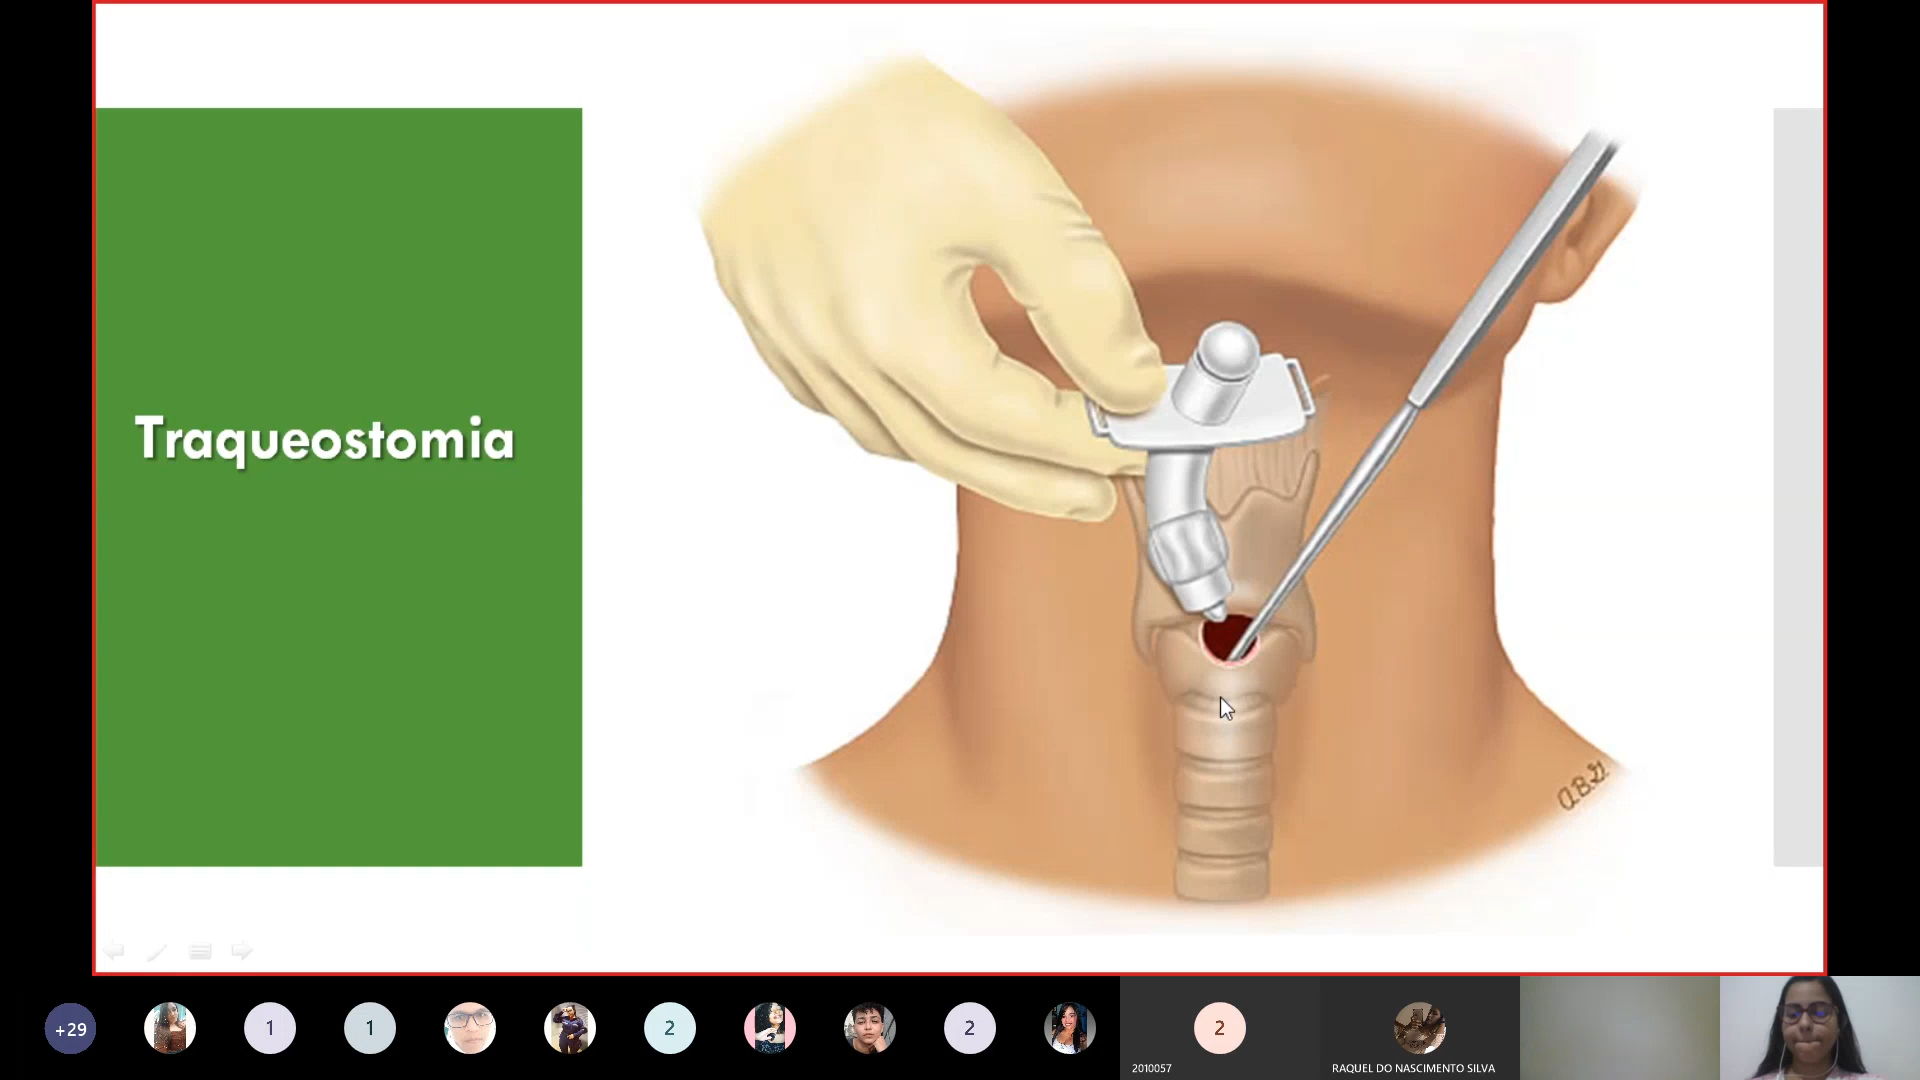 Traqueostomia
a.B.G.
+29
1
1
2
2
2
2010057
RAQUEL DO NASCIMENTO SILVA